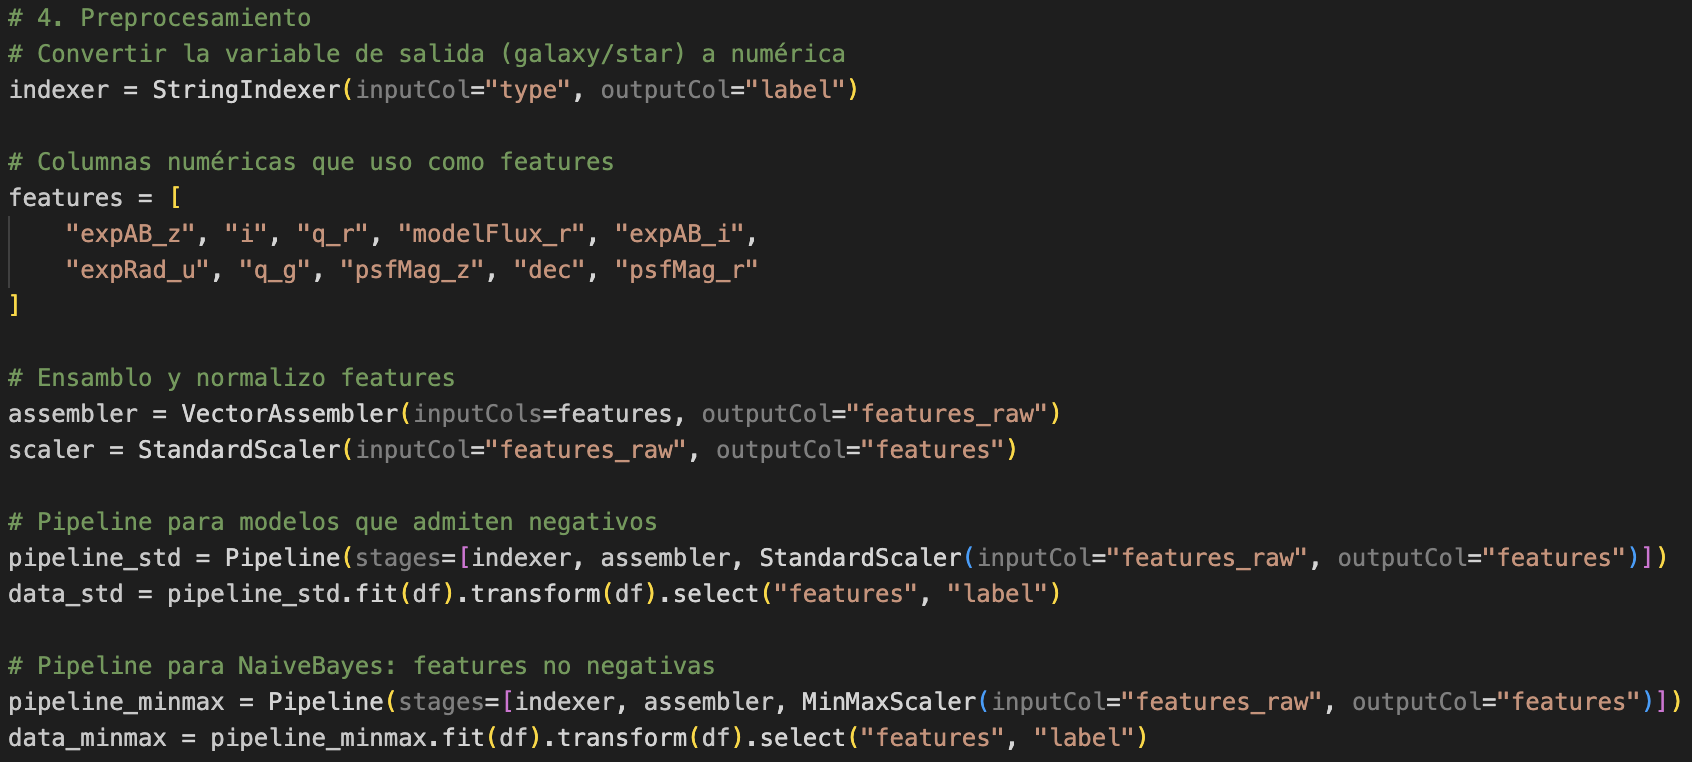 # 4. Preprocesamiento
# Convertir la variable de salida (galaxy/star) a numérica
indexer = StringIndexer(inputCol="type", outputCol="label")
# Columnas numéricas que uso como features
features = [
    "expAB_z", "i", "q_r", "modelFlux_r", "expAB_i",
    "expRad_u", "q_g", "psfMag_z", "dec", "psfMag_r"
]
# Ensamblo y normalizo features
assembler = VectorAssembler(inputCols=features, outputCol="features_raw")
scaler = StandardScaler(inputCol="features_raw", outputCol="features")
# Pipeline para modelos que admiten negativos
pipeline_std = Pipeline(stages=[indexer, assembler, StandardScaler(inputCol="features_raw", outputCol="features")])
data_std = pipeline_std.fit(df).transform(df).select("features", "label")
# Pipeline para NaiveBayes: features no negativas
pipeline_minmax = Pipeline(stages=[indexer, assembler, MinMaxScaler(inputCol="features_raw", outputCol="features")])
data_minmax = pipeline_minmax.fit(df).transform(df).select("features", "label")